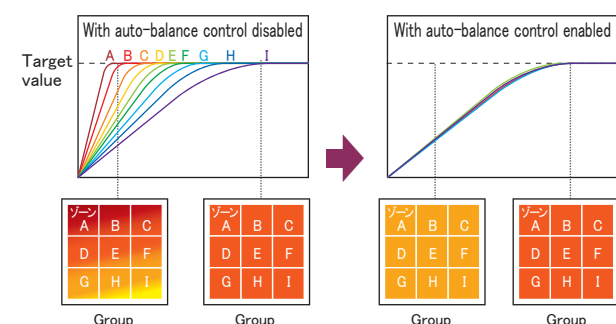 With auto-balance control disabled
Target value
A B C D E F G H I
With auto-balance control enabled
ゾーン
A B C
D E F
G H I
Group
ゾーン
A B C
D E F
G H I
Group
ゾーン
A B C
D E F
G H I
Group
ゾーン
A B C
D E F
G H I
Group